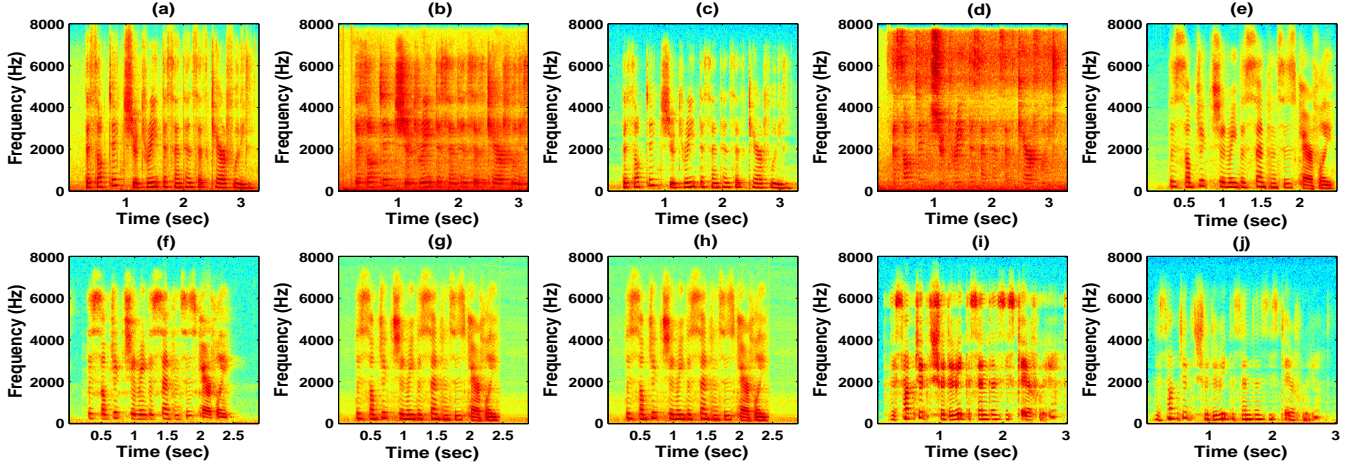 (a) (b) (c) (d) (e)
8000 8000 8000 8000 8000
6000 6000 6000 6000 6000
4000 4000 4000 4000 4000
2000 2000 2000 2000 2000
0 0 0 0 0
Frequency (Hz) Frequency (Hz) Frequency (Hz) Frequency (Hz) Frequency (Hz)
1 2 3 1 2 3 1 2 3 1 2 3 0.5 1 1.5 2
Time (sec) Time (sec) Time (sec) Time (sec) Time (sec)
(f) (g) (h) (i) (j)
8000 8000 8000 8000 8000
6000 6000 6000 6000 6000
4000 4000 4000 4000 4000
2000 2000 2000 2000 2000
0 0 0 0 0
Frequency (Hz) Frequency (Hz) Frequency (Hz) Frequency (Hz) Frequency (Hz)
0.5 1 1.5 2 2.5 0.5 1 1.5 2 2.5 0.5 1 1.5 2 2.5 1 2 3 1 2 3
Time (sec) Time (sec) Time (sec) Time (sec) Time (sec)